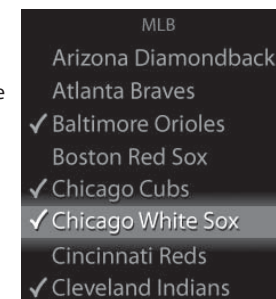 MLB
Arizona Diamondback
Atlanta Braves
e
✓ Baltimore Orioles
Boston Red Sox
✓ Chicago Cubs
✓ Chicago White Sox
Cincinnati Reds
✓ Cleveland Indians